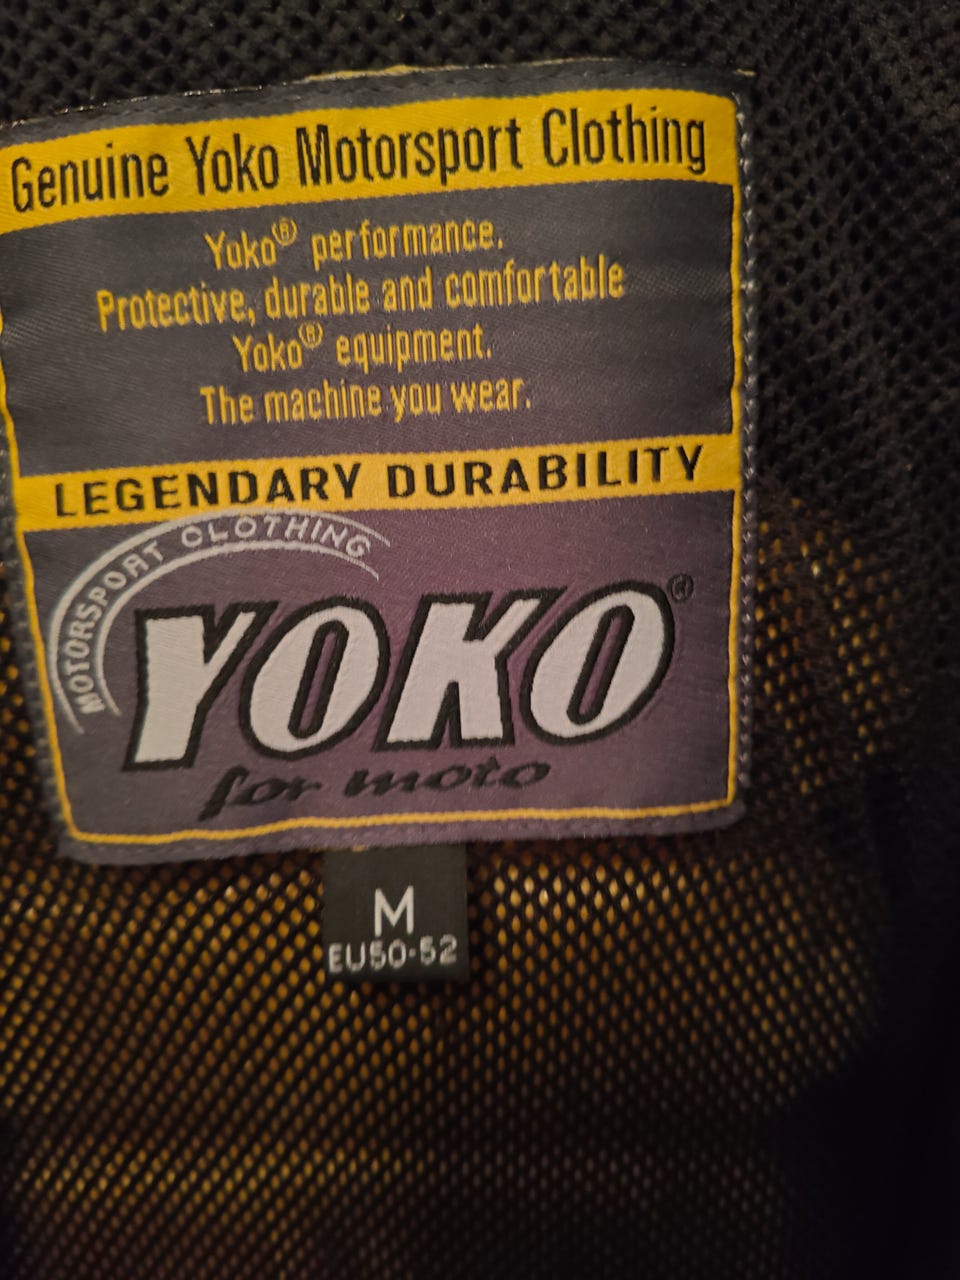 Genuine Yoko Motorsport Clothing
Yoko® performance.
Protective, durable and comfortable
Yoko® equipment.
The machine you wear.
LEGENDARY DURABILITY
MOTORSPORT CLOTHING
YOKO®
for moto
M
EU50-52